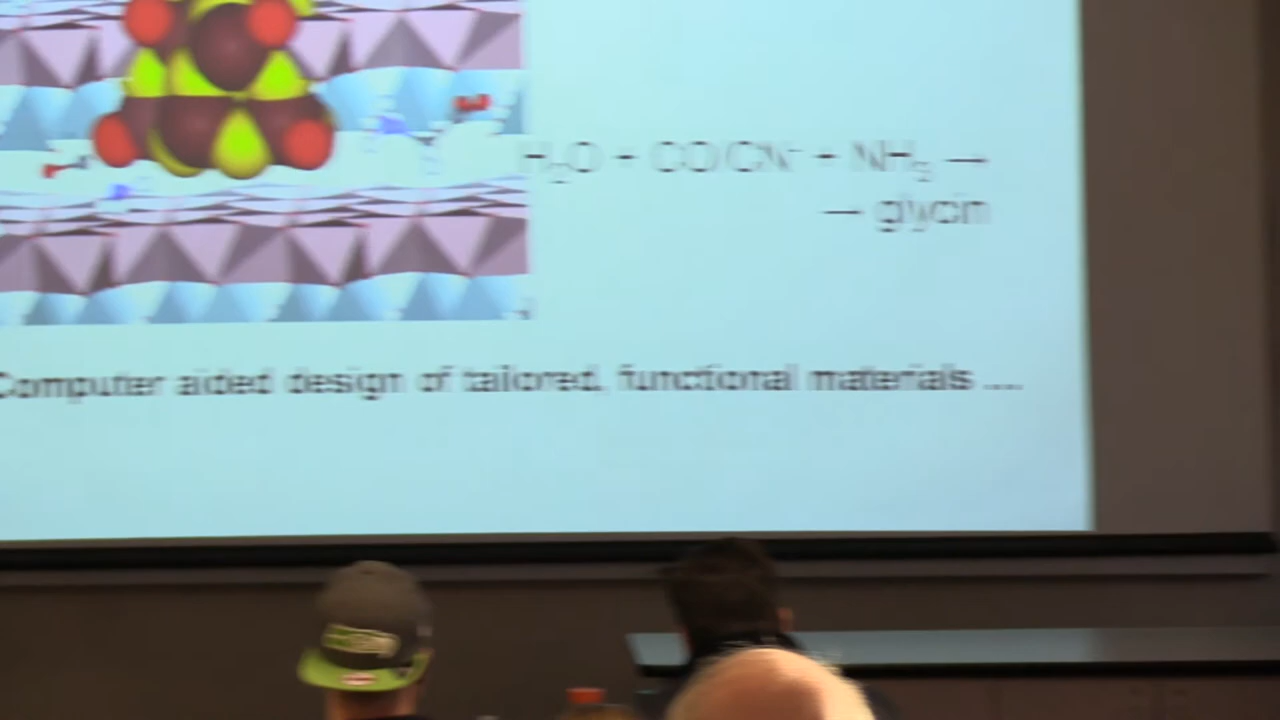 H₂O + CO/CN⁻ + NH₃ →
→ glycin
Computer aided design of tailored, functional materials ...